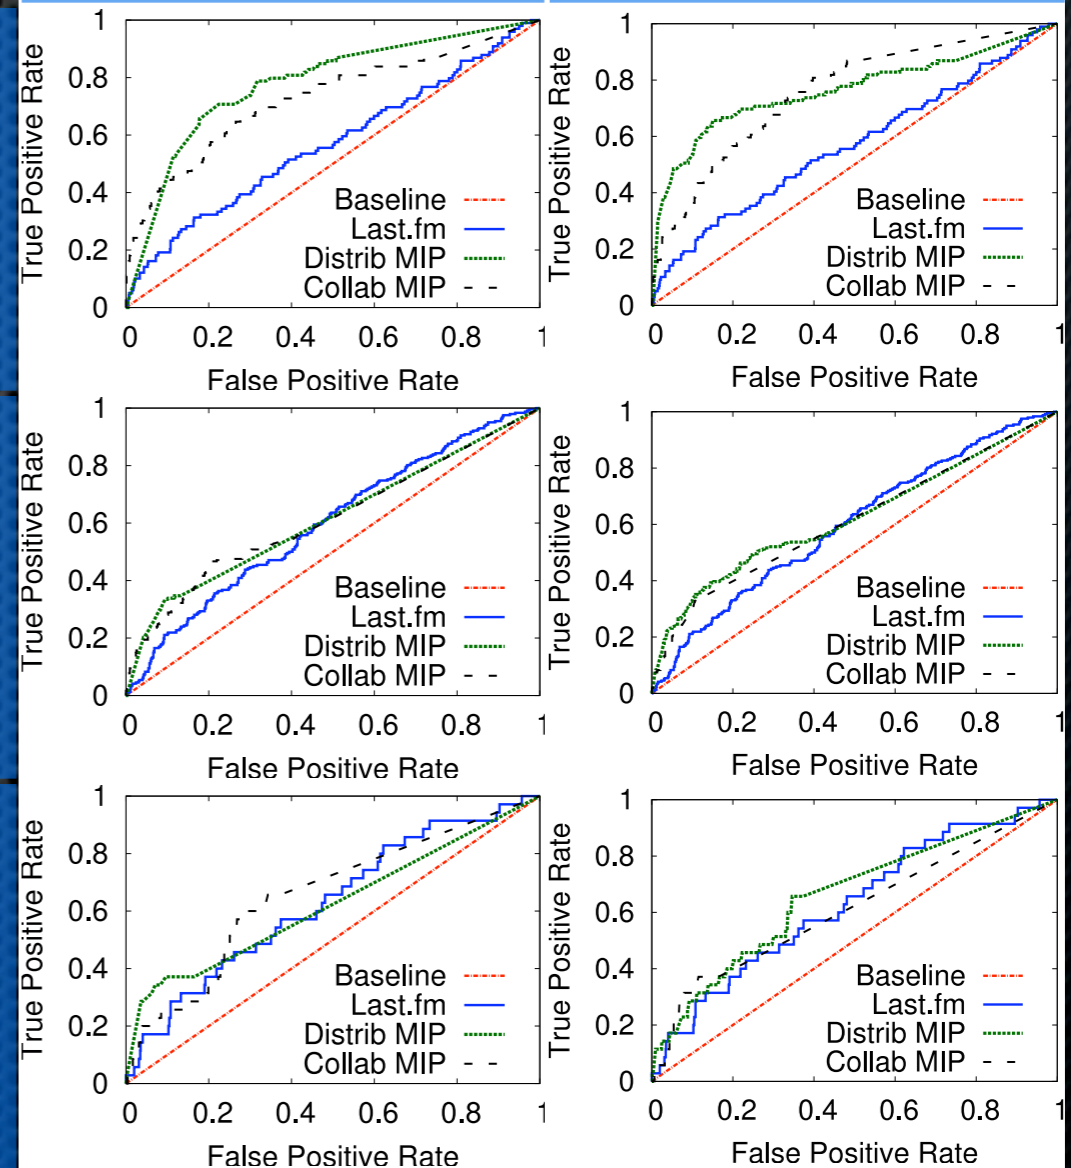 True Positive Rate
1
0.8
0.6
0.4
0.2
0
Baseline
Last.fm
Distrib MIP
Collab MIP
0 0.2 0.4 0.6 0.8 1
False Positive Rate
True Positive Rate
1
0.8
0.6
0.4
0.2
0
Baseline
Last.fm
Distrib MIP
Collab MIP
0 0.2 0.4 0.6 0.8 1
False Positive Rate
True Positive Rate
1
0.8
0.6
0.4
0.2
0
Baseline
Last.fm
Distrib MIP
Collab MIP
0 0.2 0.4 0.6 0.8 1
False Positive Rate
True Positive Rate
1
0.8
0.6
0.4
0.2
0
Baseline
Last.fm
Distrib MIP
Collab MIP
0 0.2 0.4 0.6 0.8 1
False Positive Rate
True Positive Rate
1
0.8
0.6
0.4
0.2
0
Baseline
Last.fm
Distrib MIP
Collab MIP
0 0.2 0.4 0.6 0.8 1
False Positive Rate
True Positive Rate
1
0.8
0.6
0.4
0.2
0
Baseline
Last.fm
Distrib MIP
Collab MIP
0 0.2 0.4 0.6 0.8 1
False Positive Rate